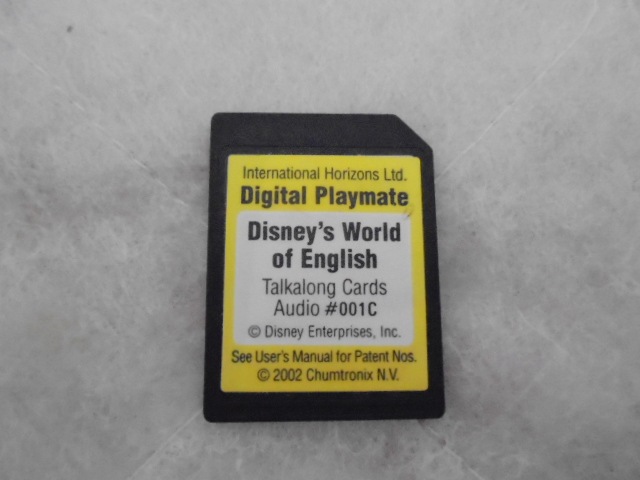 International Horizons Ltd.
Digital Playmate
Disney's World
of English
Talkalong Cards
Audio #001C
© Disney Enterprises, Inc.
See User's Manual for Patent Nos.
© 2002 Chumtronix N.V.